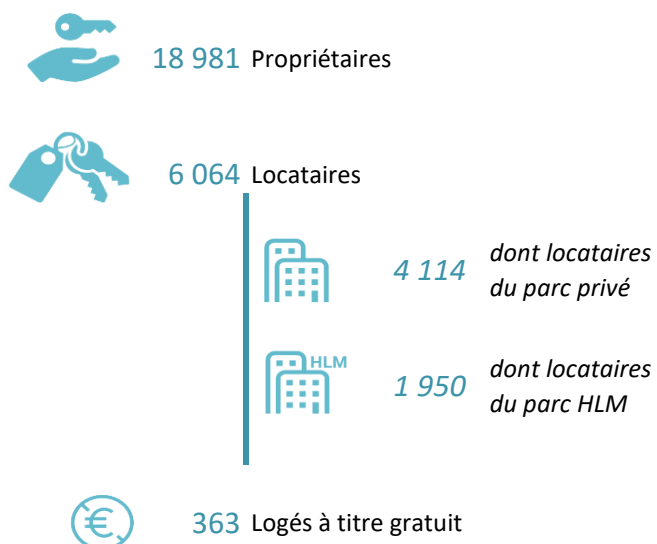 18 981 Propriétaires
6 064 Locataires
4 114 dont locataires
du parc privé
HLM
1 950 dont locataires
du parc HLM
363 Logés à titre gratuit